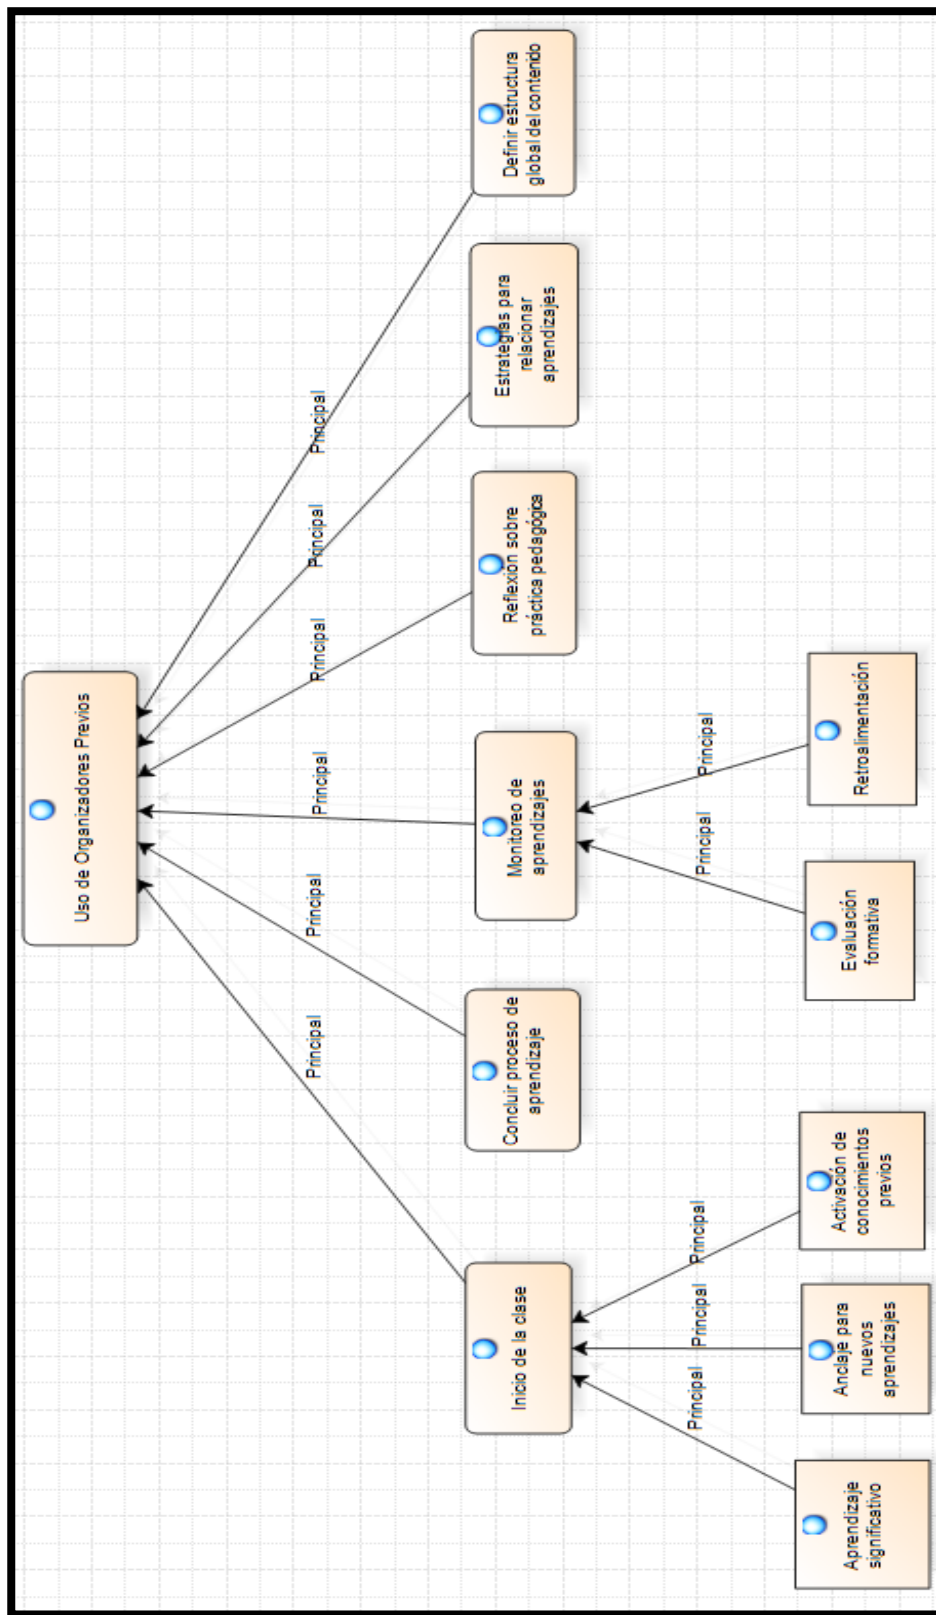 Uso de Organizadores Previos
Principal
Principal
Principal
Principal
Principal
Principal
Inicio de la clase
Concluir proceso de
aprendizaje
Monitoreo de
aprendizajes
Reflexión sobre
práctica pedagógica
Estrategias para
relacionar
aprendizajes
Definir estructura
global del contenido
Principal
Principal
Principal
Principal
Principal
Aprendizaje
significativo
Anclaje para
nuevos
aprendizajes
Activación de
conocimientos
previos
Evaluación
formativa
Retroalimentación